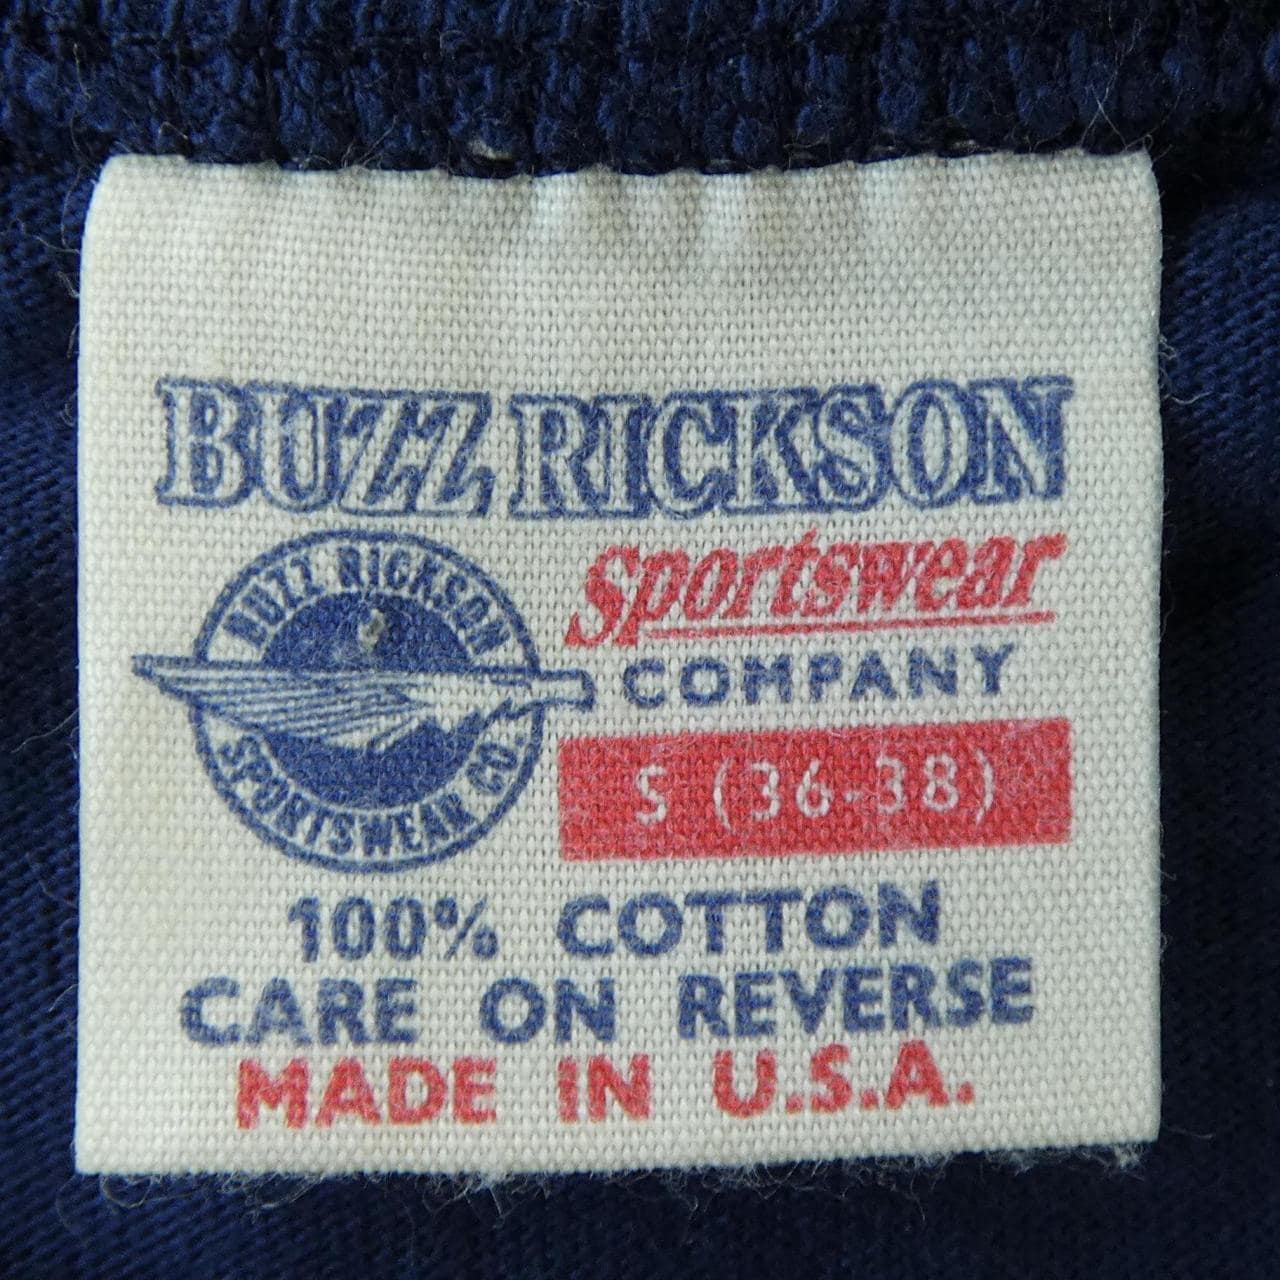 BUZZ RICKSON
Sportswear
COMPANY
BUZZ RICKSON
SPORTSWEAR CO.
S (36-38)
100% COTTON
CARE ON REVERSE
MADE IN U.S.A.